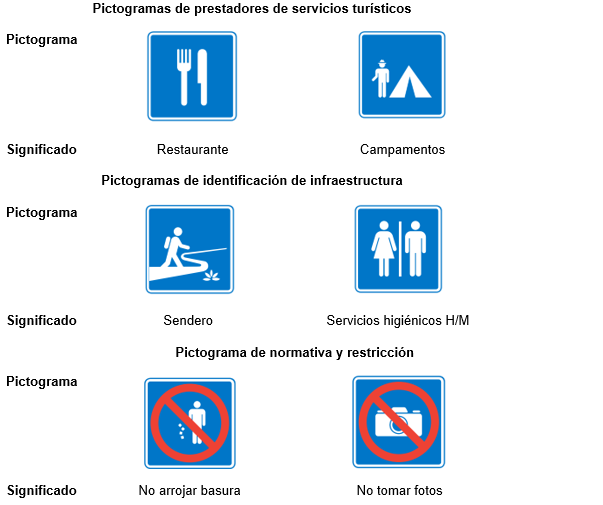 Pictogramas de prestadores de servicios turísticos
Pictograma
Significado Restaurante Campamentos
Pictogramas de identificación de infraestructura
Pictograma
Significado Sendero Servicios higiénicos H/M
Pictograma de normativa y restricción
Pictograma
Significado No arrojar basura No tomar fotos